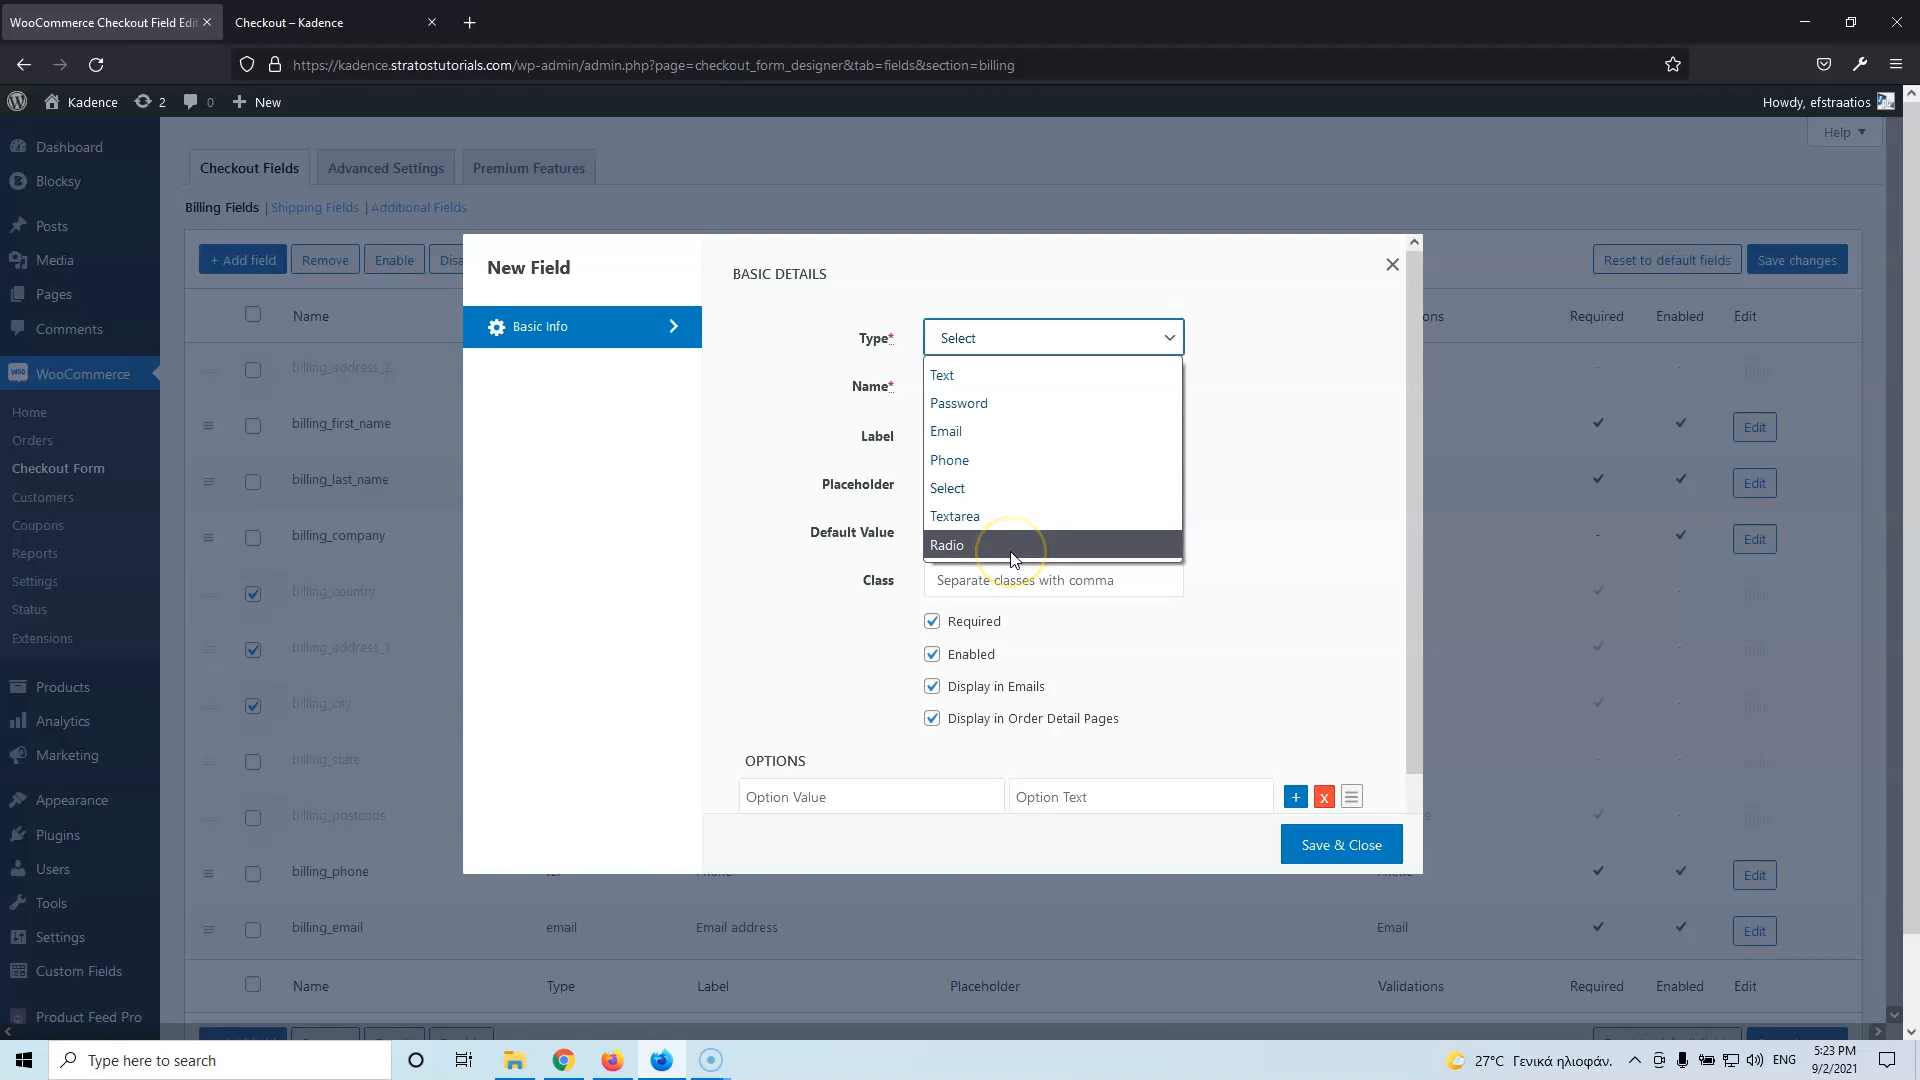 WooCommerce Checkout Field Edit
Checkout – Kadence
https://kadence.stratostutorials.com/wp-admin/admin.php?page=checkout_form_designer&tab=fields&section=billing
Kadence
2
0
New
Howdy, efstraatios
Help
Dashboard
Blocksy
Posts
Media
Pages
Comments
WooCommerce
Home
Orders
Checkout Form
Customers
Coupons
Reports
Settings
Status
Extensions
Products
Analytics
Marketing
Appearance
Plugins
Users
Tools
Settings
Custom Fields
Product Feed Pro
Checkout Fields
Advanced Settings
Premium Features
Billing Fields | Shipping Fields | Additional Fields
+ Add field
Remove
Enable
Disa
Reset to default fields
Save changes
Name
Required
Enabled
Edit
billing_address_2
billing_first_name
Edit
billing_last_name
Edit
billing_company
Edit
billing_country
billing_address_1
billing_city
billing_state
billing_postcode
billing_phone
Edit
billing_email
email
Email address
Email
Edit
Name
Type
Label
Placeholder
Validations
Required
Enabled
Edit
New Field
Basic Info
BASIC DETAILS
Type*
Select
Text
Password
Email
Phone
Select
Textarea
Radio
Name*
Label
Placeholder
Default Value
Class
Separate classes with comma
Required
Enabled
Display in Emails
Display in Order Detail Pages
OPTIONS
Option Value
Option Text
+
x
Save & Close
Type here to search
27°C Γενικά ηλιοφάν.
ENG
5:23 PM
9/2/2021